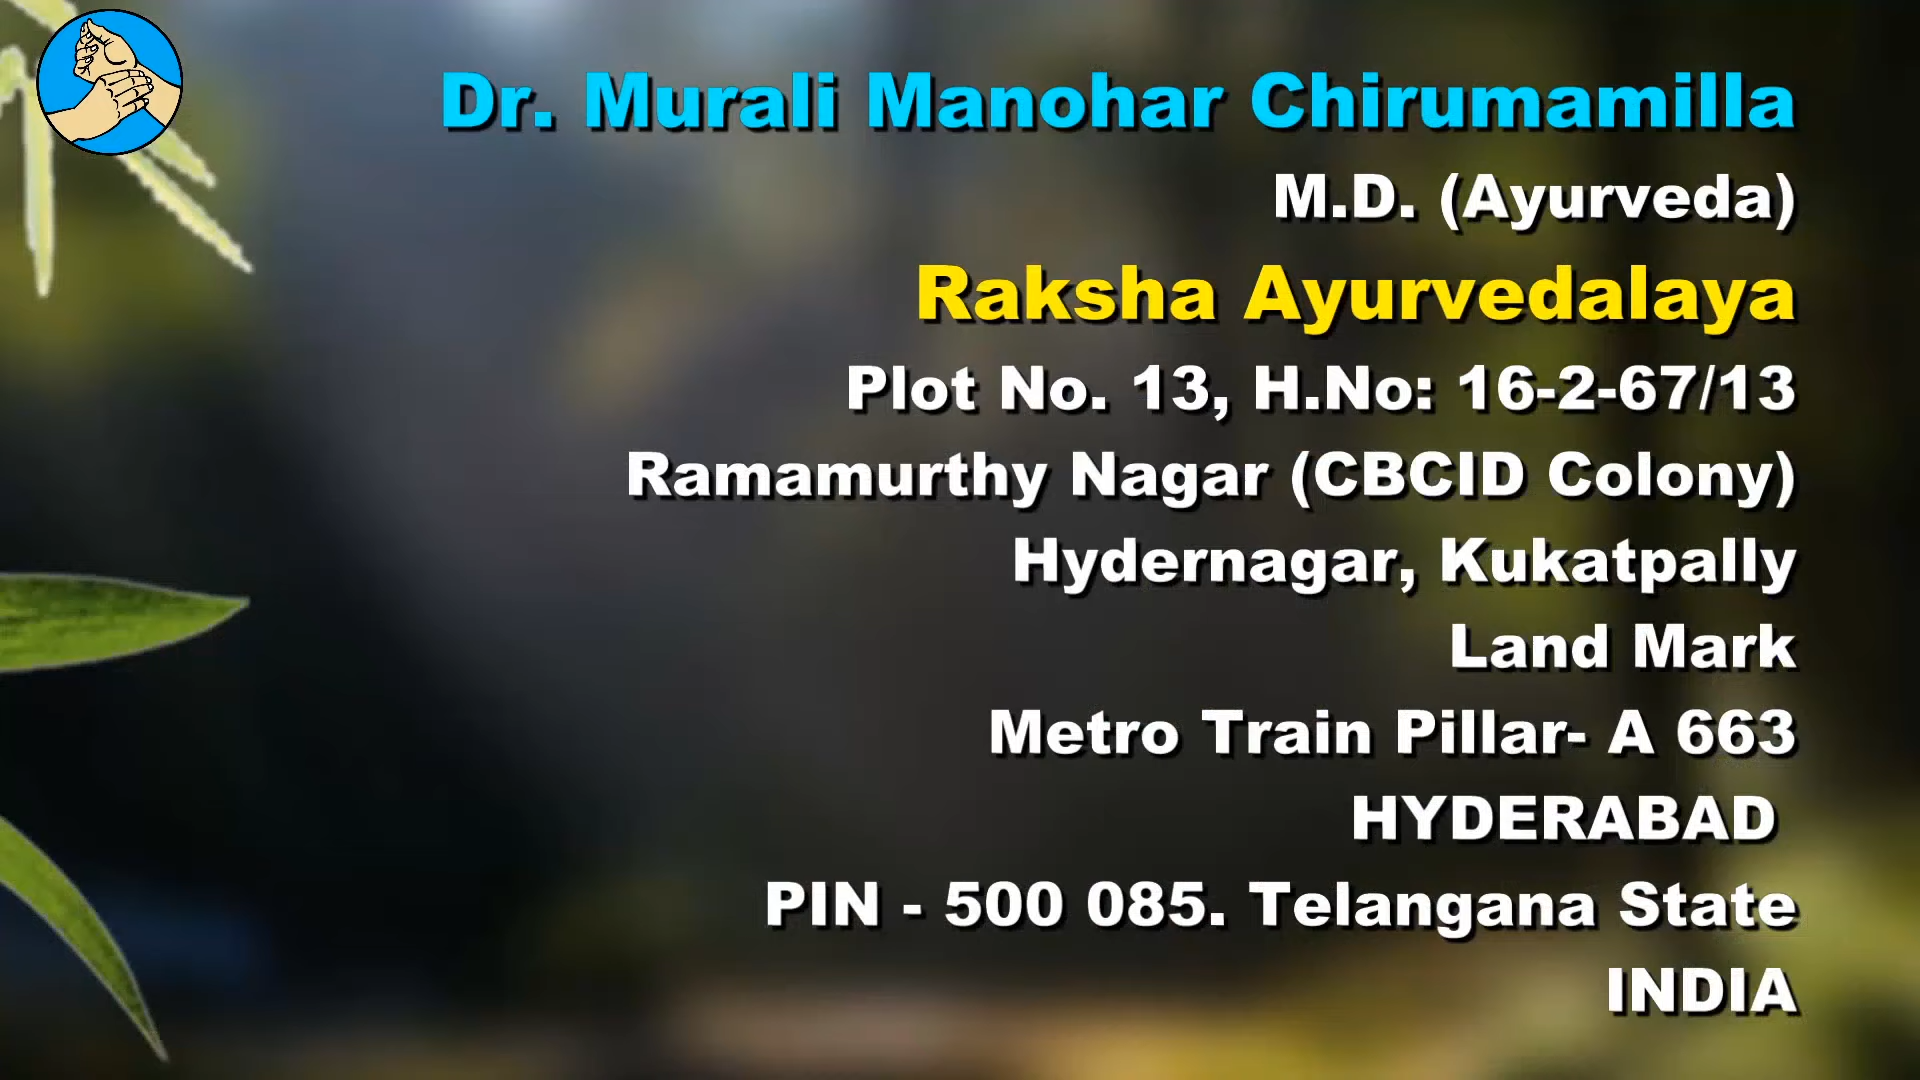 Dr. Murali Manohar Chirumamilla
M.D. (Ayurveda)
Raksha Ayurvedalaya
Plot No. 13, H.No: 16-2-67/13
Ramamurthy Nagar (CBCID Colony)
Hydernagar, Kukatpally
Land Mark
Metro Train Pillar- A 663
HYDERABAD
PIN - 500 085. Telangana State
INDIA